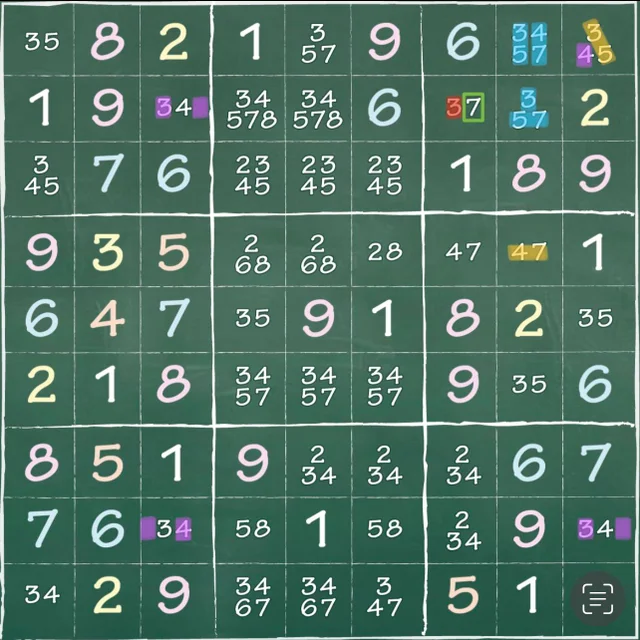 35 8 2 1 3 57 9 6 34 57 3 45
1 9 34 34 578 34 578 6 37 3 57 2
3 45 7 6 23 45 23 45 23 45 1 8 9
9 3 5 2 68 2 68 28 47 47 1
6 4 7 35 9 1 8 2 35
2 1 8 34 57 34 57 34 57 9 35 6
8 5 1 9 2 34 2 34 2 34 6 7
7 6 34 58 1 58 2 34 9 34
34 2 9 34 67 34 67 3 47 5 1